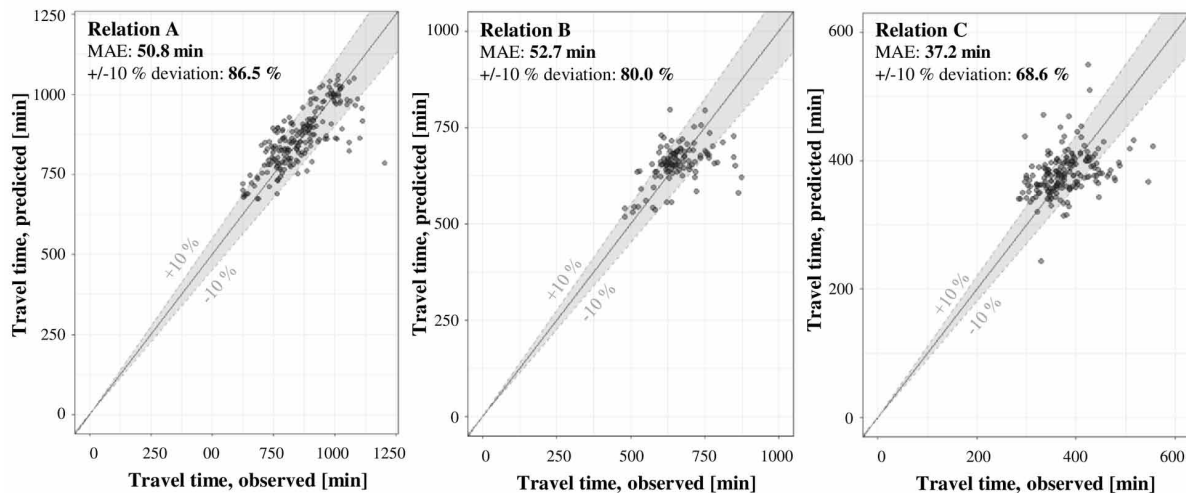 Relation A
MAE: 50.8 min
+/-10 % deviation: 86.5 %
1250
1000
750
500
250
0
+10 %
-10 %
0
250
00
750
1000
1250
Travel time, predicted [min]
Travel time, observed [min]
Relation B
MAE: 52.7 min
+/-10 % deviation: 80.0 %
1000
750
500
250
0
+10 %
-10 %
0
250
500
750
1000
Travel time, predicted [min]
Travel time, observed [min]
Relation C
MAE: 37.2 min
+/-10 % deviation: 68.6 %
600
400
200
0
+10 %
-10 %
0
200
400
600
Travel time, predicted [min]
Travel time, observed [min]